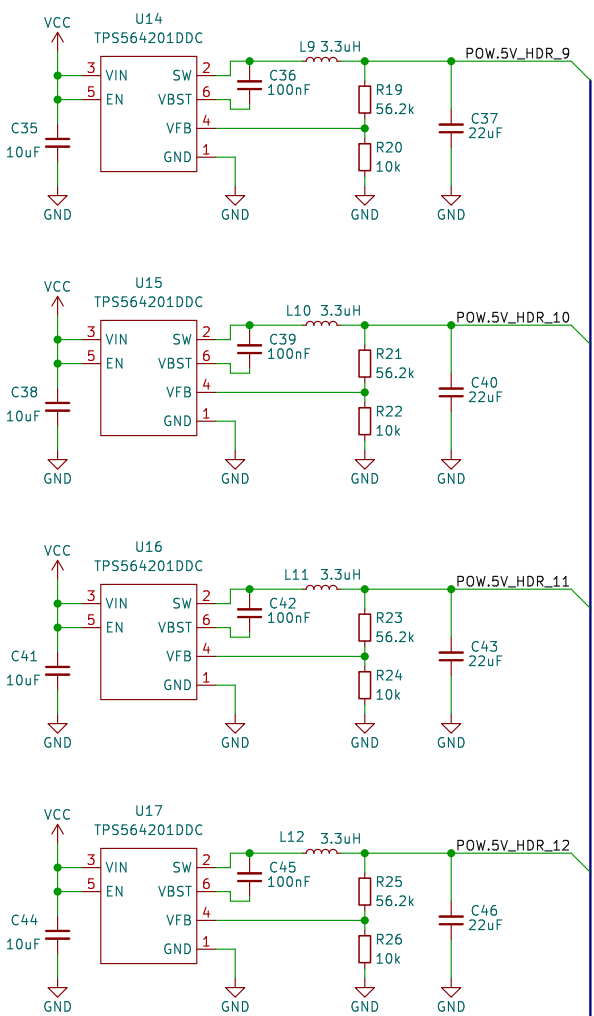 VCC
U14
TPS564201DDC
3 VIN
SW 2
5 EN
VBST 6
VFB 4
GND 1
C35
10uF
C36
100nF
L9 3.3uH
R19
56.2k
R20
10k
C37
22uF
POW.5V_HDR_9
GND
GND
GND
GND
VCC
U15
TPS564201DDC
3 VIN
SW 2
5 EN
VBST 6
VFB 4
GND 1
C38
10uF
C39
100nF
L10 3.3uH
R21
56.2k
R22
10k
C40
22uF
POW.5V_HDR_10
GND
GND
GND
GND
VCC
U16
TPS564201DDC
3 VIN
SW 2
5 EN
VBST 6
VFB 4
GND 1
C41
10uF
C42
100nF
L11 3.3uH
R23
56.2k
R24
10k
C43
22uF
POW.5V_HDR_11
GND
GND
GND
GND
VCC
U17
TPS564201DDC
3 VIN
SW 2
5 EN
VBST 6
VFB 4
GND 1
C44
10uF
C45
100nF
L12 3.3uH
R25
56.2k
R26
10k
C46
22uF
POW.5V_HDR_12
GND
GND
GND
GND